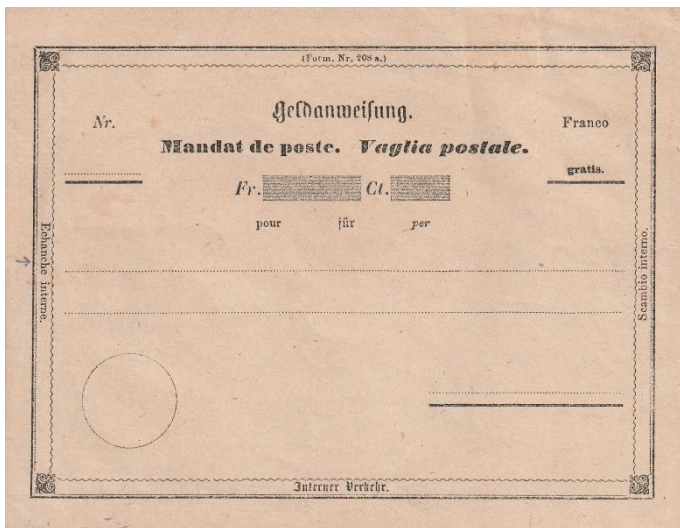 (Form. Nr. 208 a.)
Geldanweisung.
Nr.
Franco
Mandat de poste. Vaglia postale.
gratis.
Fr. Ct.
pour für per
Echanche interne.
Scambio interno.
Interner Verkehr.